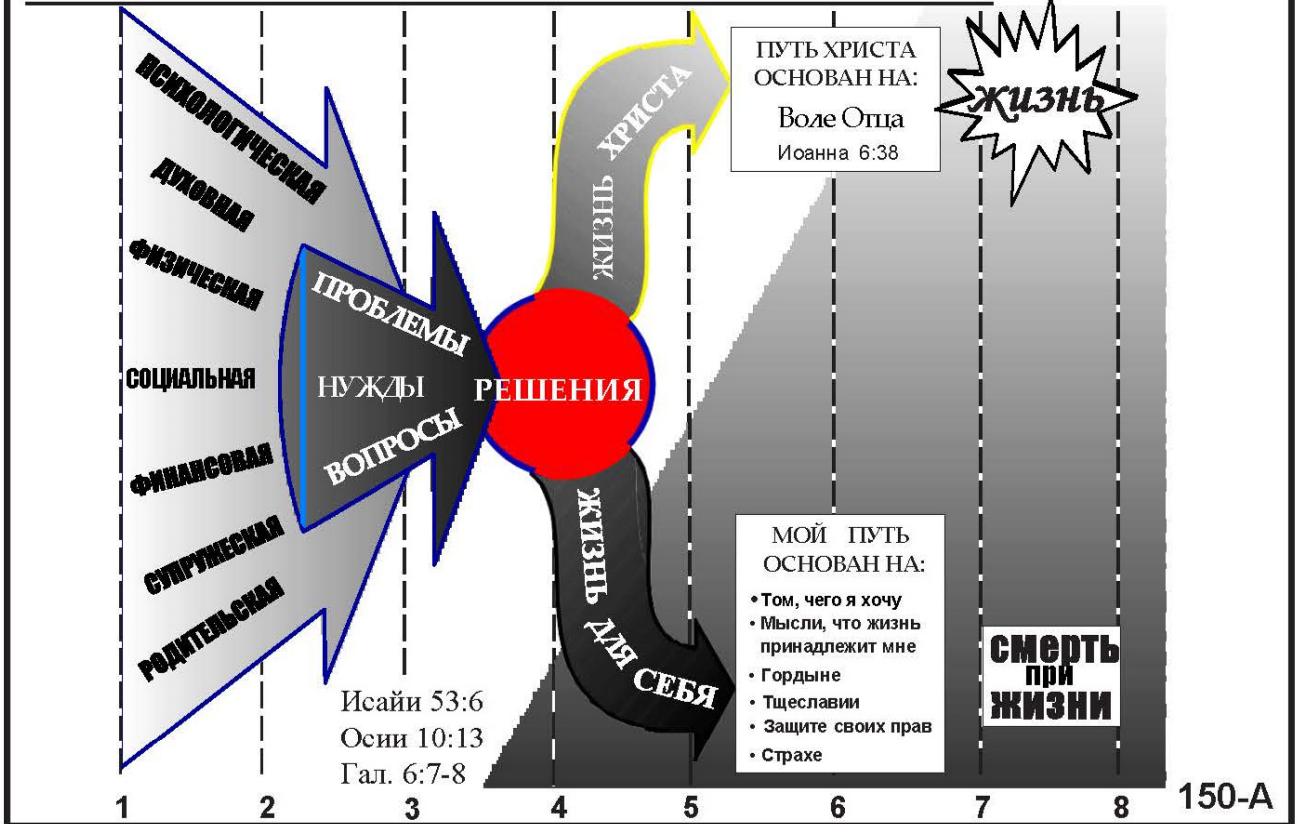 ПСИХОЛОГИЧЕСКАЯ
ДУХОВНАЯ
ФИЗИЧЕСКАЯ
СОЦИАЛЬНАЯ
ФИНАНСОВАЯ
СУПРУЖЕСКАЯ
РОДИТЕЛЬСКАЯ
ПРОБЛЕМЫ
НУЖДЫ
ВОПРОСЫ
РЕШЕНИЯ
ЖИЗНЬ ХРИСТА
ПУТЬ ХРИСТА
ОСНОВАН НА:
Воле Отца
Иоанна 6:38
жизнь
ЖИЗНЬ ДЛЯ СЕБЯ
МОЙ ПУТЬ
ОСНОВАН НА:
• Том, чего я хочу
• Мысли, что жизнь
принадлежит мне
• Гордыне
• Тщеславии
• Защите своих прав
• Страхе
смерть
при
жизни
Исайи 53:6
Осии 10:13
Гал. 6:7-8
1 2 3 4 5 6 7 8
150-A